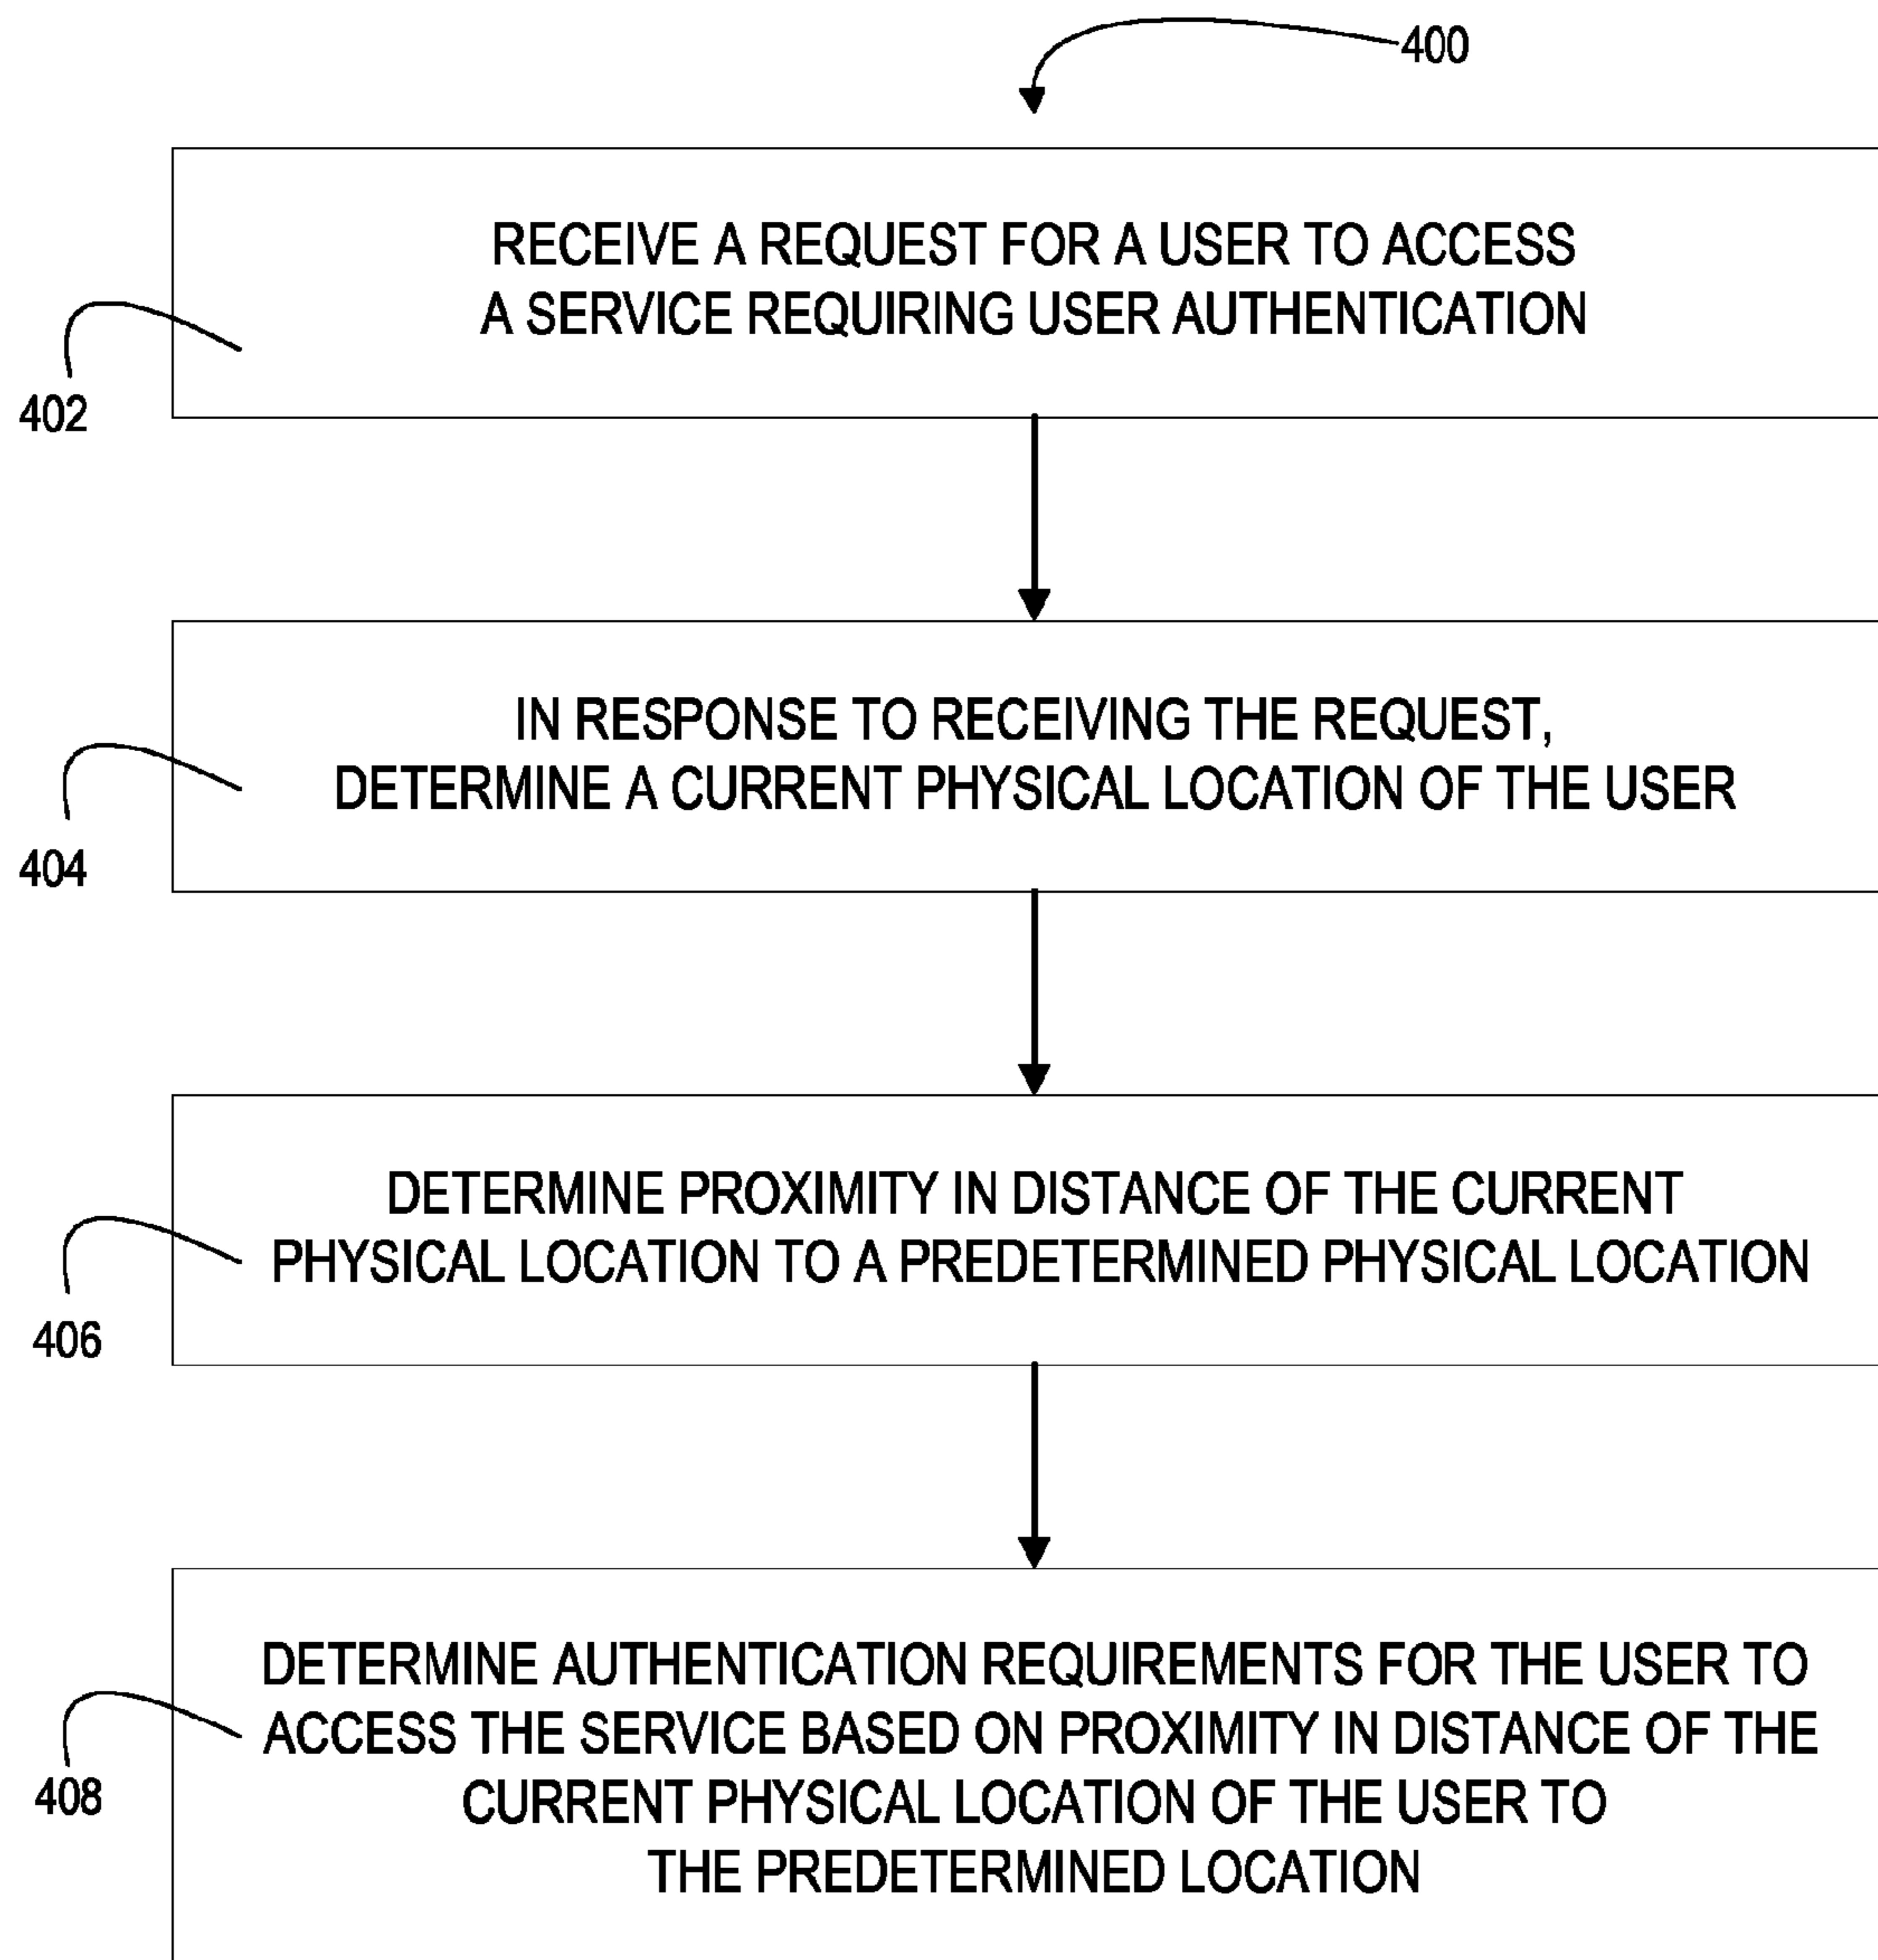 400
RECEIVE A REQUEST FOR A USER TO ACCESS
A SERVICE REQUIRING USER AUTHENTICATION
402
IN RESPONSE TO RECEIVING THE REQUEST,
DETERMINE A CURRENT PHYSICAL LOCATION OF THE USER
404
DETERMINE PROXIMITY IN DISTANCE OF THE CURRENT
PHYSICAL LOCATION TO A PREDETERMINED PHYSICAL LOCATION
406
DETERMINE AUTHENTICATION REQUIREMENTS FOR THE USER TO
ACCESS THE SERVICE BASED ON PROXIMITY IN DISTANCE OF THE
CURRENT PHYSICAL LOCATION OF THE USER TO
THE PREDETERMINED LOCATION
408